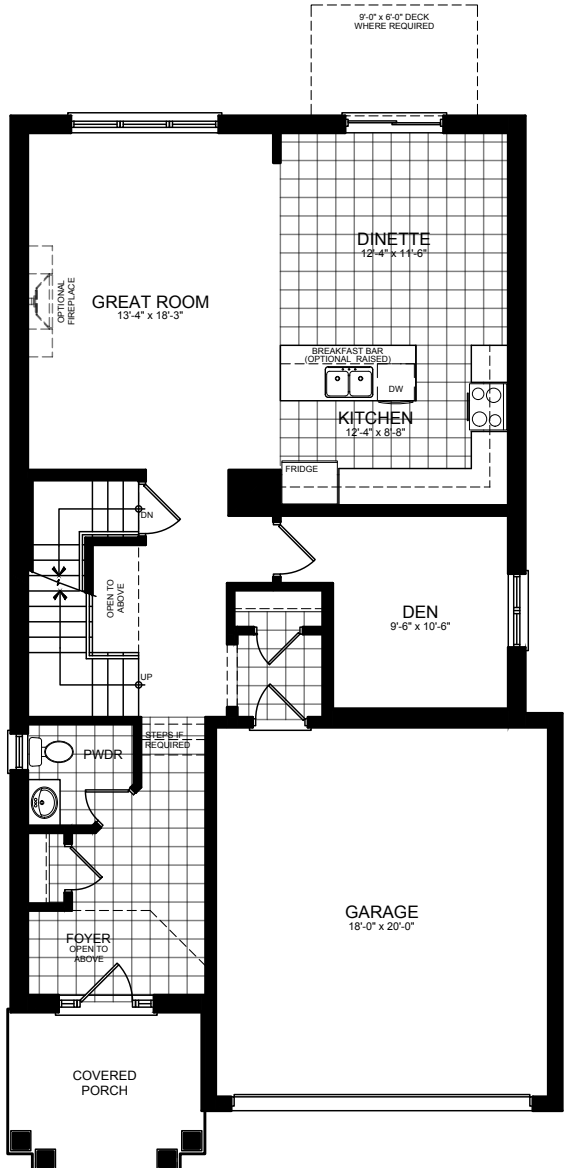 9'-0" x 6'-0" DECK
WHERE REQUIRED
DINETTE
12'-4" x 11'-6"
OPTIONAL
FIREPLACE
GREAT ROOM
13'-4" x 18'-3"
BREAKFAST BAR
(OPTIONAL RAISED)
DW
KITCHEN
12'-4" x 8'-8"
FRIDGE
DN
OPEN TO
ABOVE
DEN
9'-6" x 10'-6"
UP
STEPS IF
REQUIRED
PWDR
GARAGE
18'-0" x 20'-0"
FOYER
OPEN TO
ABOVE
COVERED
PORCH